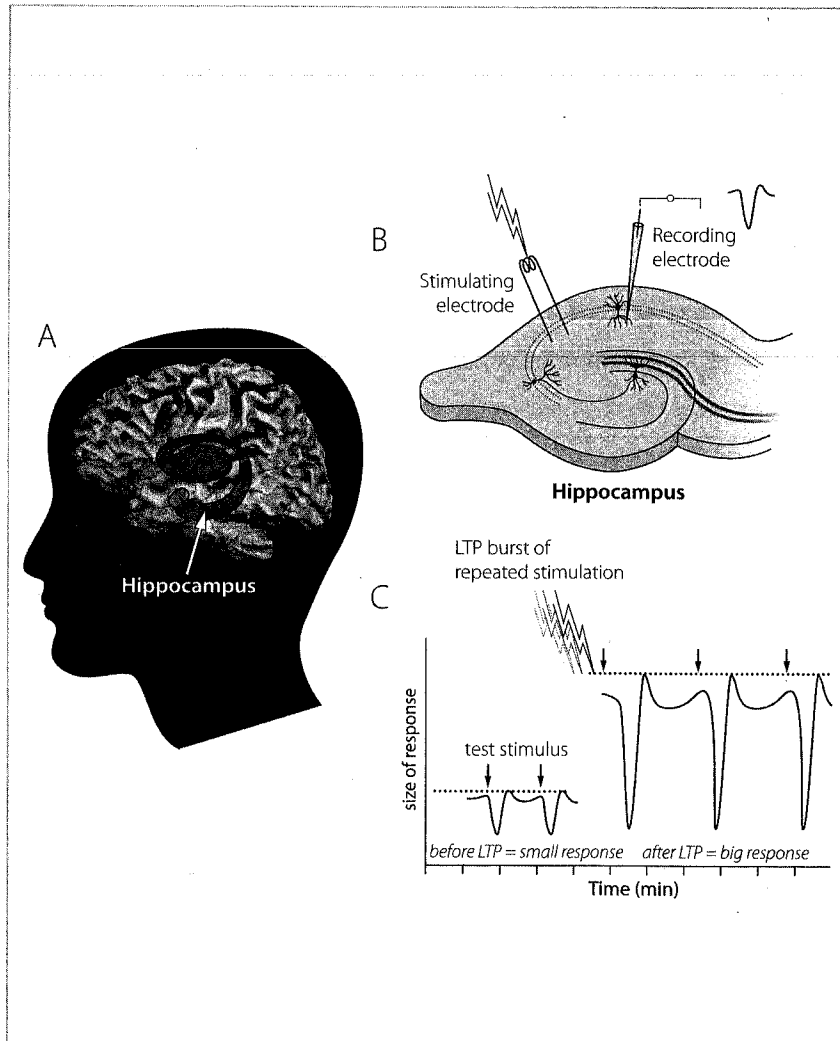 A
Hippocampus
B
Stimulating
electrode
Recording
electrode
Hippocampus
C
LTP burst of
repeated stimulation
size of response
test stimulus
before LTP = small response
after LTP = big response
Time (min)